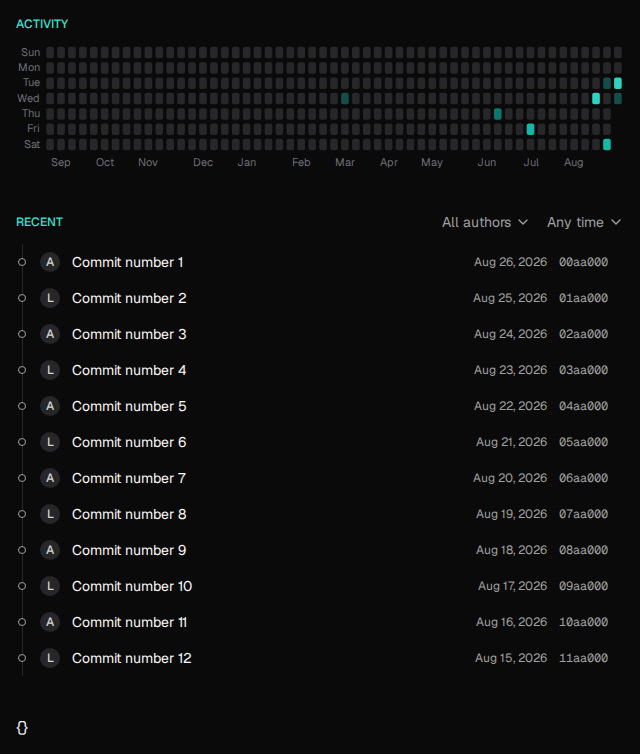 ACTIVITY
Sun
Mon
Tue
Wed
Thu
Fri
Sat
Sep Oct Nov Dec Jan Feb Mar Apr May Jun Jul Aug
RECENT All authors Any time
A Commit number 1 Aug 26, 2026 00aa000
L Commit number 2 Aug 25, 2026 01aa000
A Commit number 3 Aug 24, 2026 02aa000
L Commit number 4 Aug 23, 2026 03aa000
A Commit number 5 Aug 22, 2026 04aa000
L Commit number 6 Aug 21, 2026 05aa000
A Commit number 7 Aug 20, 2026 06aa000
L Commit number 8 Aug 19, 2026 07aa000
A Commit number 9 Aug 18, 2026 08aa000
L Commit number 10 Aug 17, 2026 09aa000
A Commit number 11 Aug 16, 2026 10aa000
L Commit number 12 Aug 15, 2026 11aa000
{}